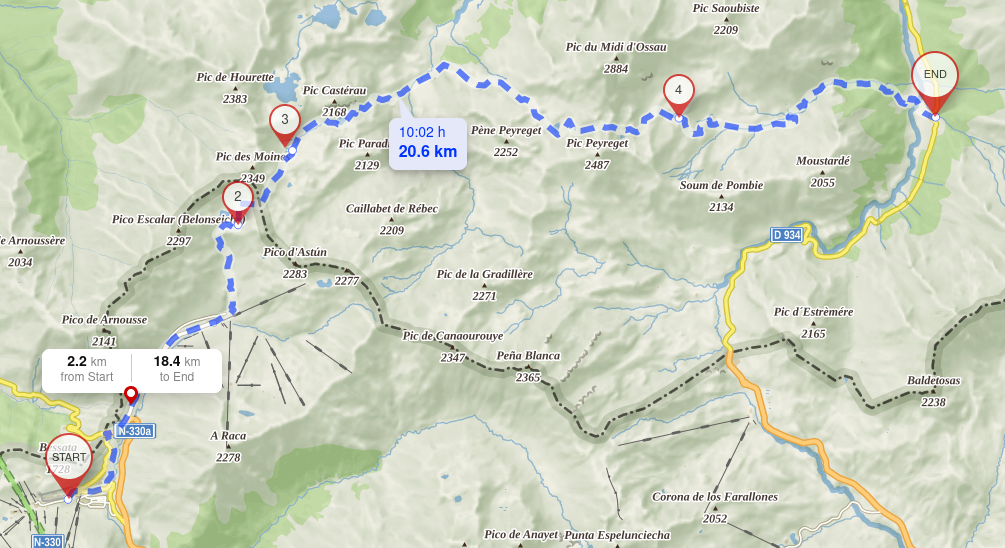 Pic Saoubiste
2209
Pic du Midi d'Ossau
2884
END
Pic de Hourette
2383
Pic Castérau
2168
4
3
10:02 h
20.6 km
Pène Peyreget
2252
Pic Peyreget
2487
Pic Parad
2129
Pic des Moine
2349
Moustardé
2055
Soum de Pombie
2134
2
Pico Escalar (Belonseich
2297
Caillabet de Rébec
2209
e Arnoussère
2034
D 934
Pico d'Astún
2283
2277
Pic de la Gradillère
2271
Pico de Arnousse
2141
Pic d´Estrèmére
2165
Pic de Canaourouye
2347
Peña Blanca
2365
2.2 km
from Start
18.4 km
to End
Baldetosas
2238
N-330a
A Raca
2278
START
1728
Corona de los Farallones
2052
N-330
Pico de Anayet
Punta Espelunciecha